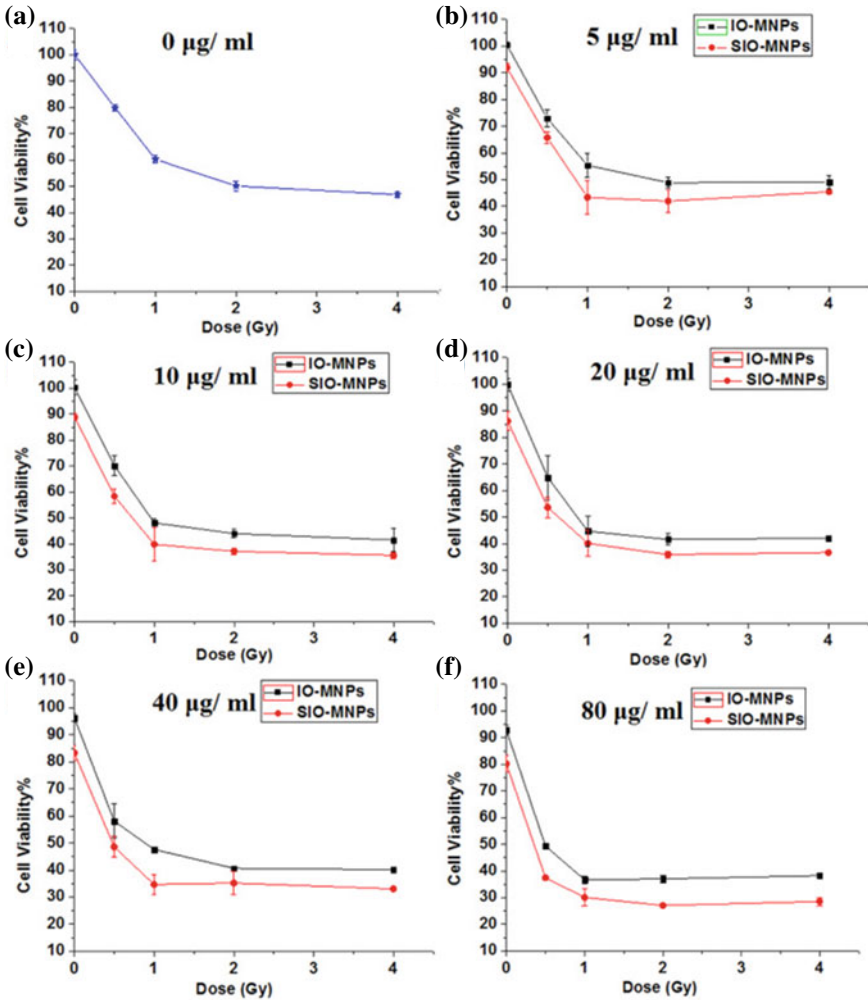 (a)
0 µg/ ml
110
100
90
80
70
60
50
40
30
20
10
Cell Viability%
0
1
2
3
4
Dose (Gy)
(b)
5 µg/ ml
IO-MNPs
SIO-MNPs
110
100
90
80
70
60
50
40
30
20
10
Cell Viability%
0
1
2
3
4
Dose (Gy)
(c)
10 µg/ ml
IO-MNPs
SIO-MNPs
110
100
90
80
70
60
50
40
30
20
10
Cell Viability%
0
1
2
3
4
Dose (Gy)
(d)
20 µg/ ml
IO-MNPs
SIO-MNPs
110
100
90
80
70
60
50
40
30
20
10
Cell Viability%
0
1
2
3
4
Dose (Gy)
(e)
40 µg/ ml
IO-MNPs
SIO-MNPs
110
100
90
80
70
60
50
40
30
20
10
Cell Viability%
0
1
2
3
4
Dose (Gy)
(f)
80 µg/ ml
IO-MNPs
SIO-MNPs
110
100
90
80
70
60
50
40
30
20
10
Cell Viability%
0
1
2
3
4
Dose (Gy)